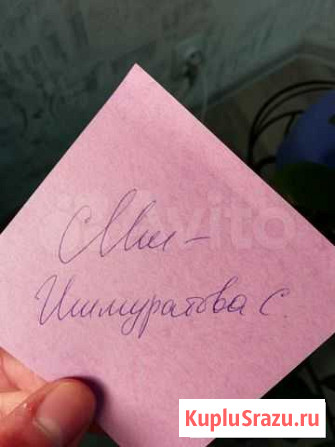 Мы -
Ишмуратова С.
Avito
KupluSrazu.ru